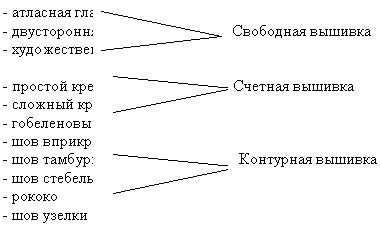 - атласная гла
- двусторонн Свободная вышивка
- художествен
- простой кре Счетная вышивка
- сложный кр
- гобеленовы
- шов вприкр
- шов тамбур Контурная вышивка
- шов стебель
- рококо
- шов узелки